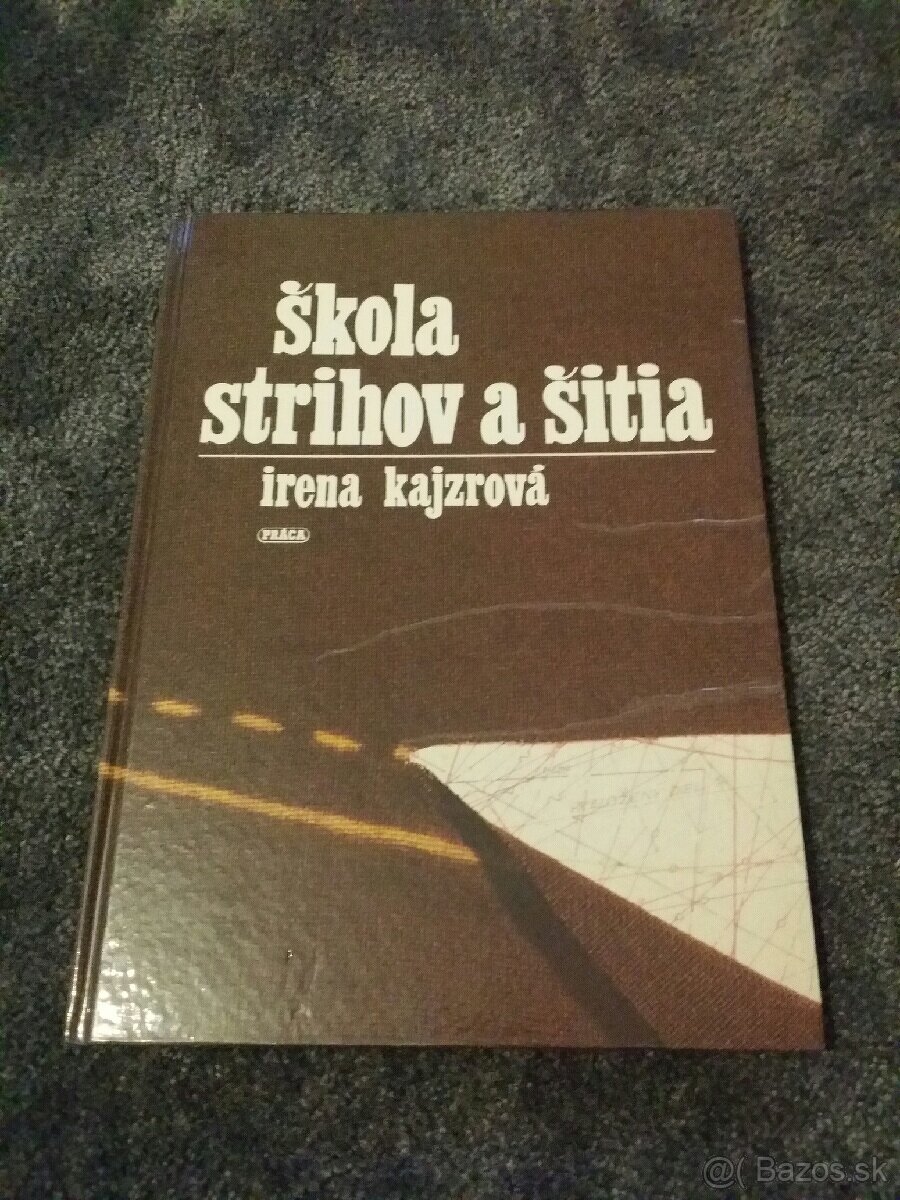 škola
strihov a šitia
irena kajzrová
PRÁCA
@( Bazos.sk